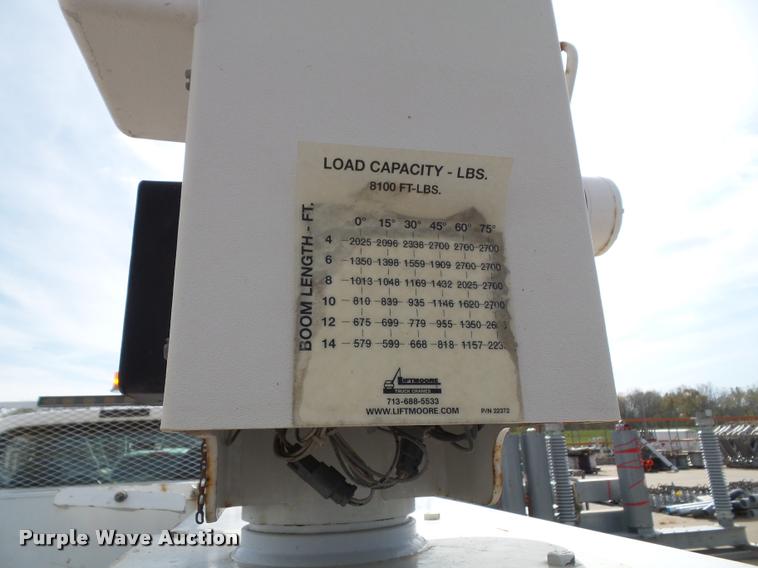 LOAD CAPACITY - LBS.
8100 FT-LBS.
BOOM LENGTH - FT.
0° 15° 30° 45° 60° 75°
4 2025 2096 2338 2700 2700 2700
6 1350 1398 1559 1909 2700 2700
8 1013 1048 1169 1432 2025 2700
10 810 839 935 1146 1620 2700
12 675 699 779 955 1350
14 579 599 668 818 1157
LIFTMOORE
TRUCK CRANES
713-688-5533
WWW.LIFTMOORE.COM P/N 22372
Purple Wave Auction